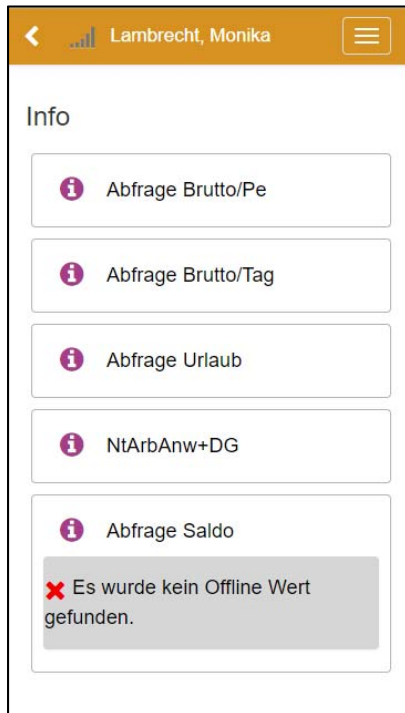 Lambrecht, Monika
Info
Abfrage Brutto/Pe
Abfrage Brutto/Tag
Abfrage Urlaub
NtArbAnw+DG
Abfrage Saldo
Es wurde kein Offline Wert
gefunden.